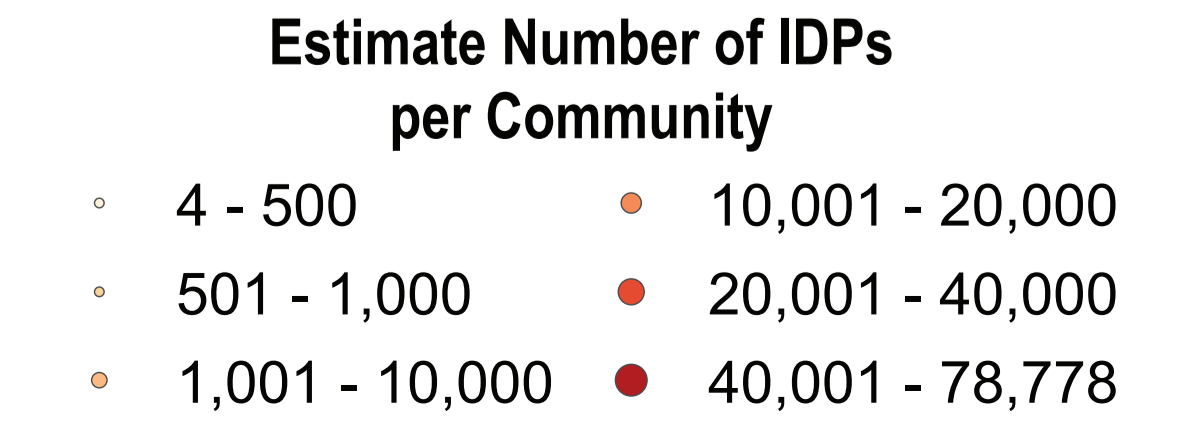 Estimate Number of IDPs
per Community
4 - 500
501 - 1,000
1,001 - 10,000
10,001 - 20,000
20,001 - 40,000
40,001 - 78,778